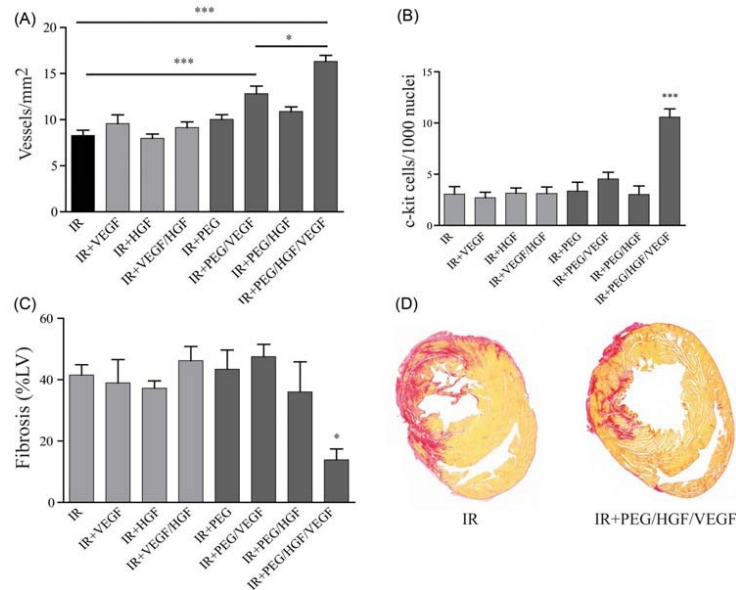 (A)
***
***
*
Vessels/mm2
20
15
10
5
0
IR
IR+VEGF
IR+HGF
IR+VEGF/HGF
IR+PEG
IR+PEG/VEGF
IR+PEG/HGF
IR+PEG/HGF/VEGF
(B)
c-kit cells/1000 nuclei
15
10
5
0
***
IR
IR+VEGF
IR+HGF
IR+VEGF/HGF
IR+PEG
IR+PEG/VEGF
IR+PEG/HGF
IR+PEG/HGF/VEGF
(C)
Fibrosis (%LV)
60
40
20
0
*
IR
IR+VEGF
IR+HGF
IR+VEGF/HGF
IR+PEG
IR+PEG/VEGF
IR+PEG/HGF
IR+PEG/HGF/VEGF
(D)
IR
IR+PEG/HGF/VEGF